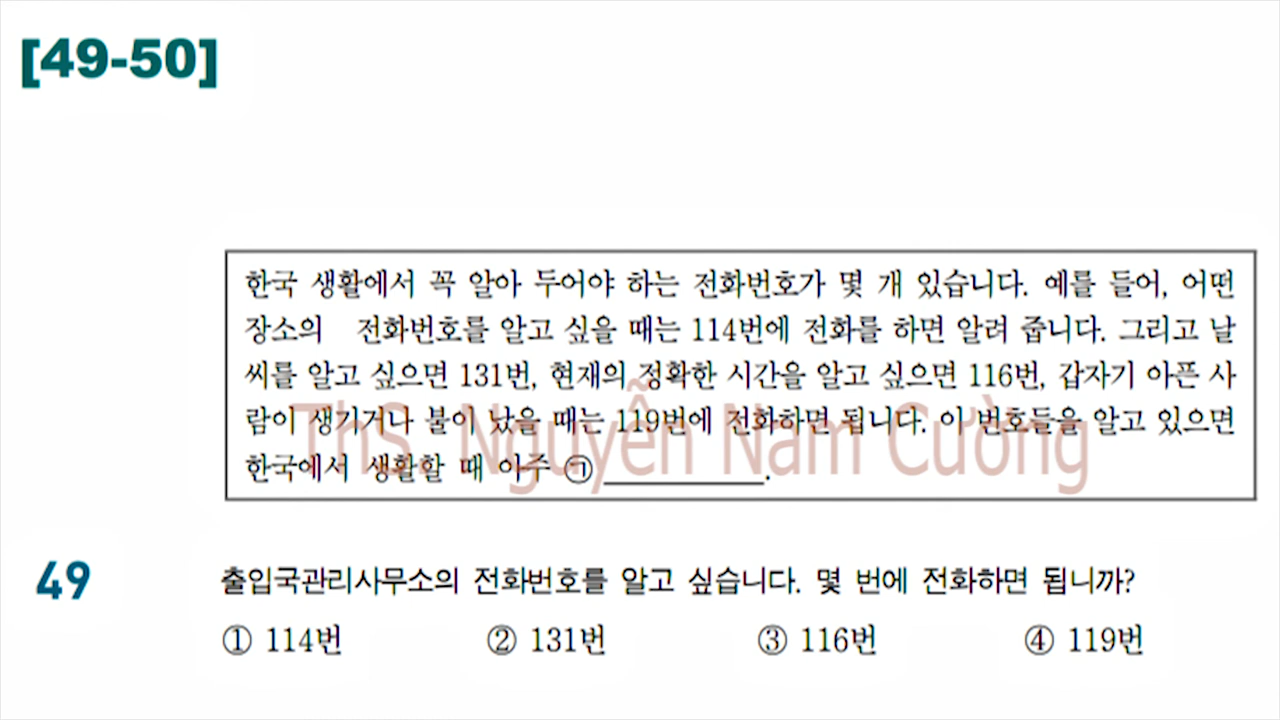 [49-50]
한국 생활에서 꼭 알아 두어야 하는 전화번호가 몇 개 있습니다. 예를 들어, 어떤
장소의 전화번호를 알고 싶을 때는 114번에 전화를 하면 알려 줍니다. 그리고 날
씨를 알고 싶으면 131번, 현재의 정확한 시간을 알고 싶으면 116번, 갑자기 아픈 사
람이 생기거나 불이 났을 때는 119번에 전화하면 됩니다. 이 번호들을 알고 있으면
한국에서 생활할 때 아주 ㉠ ____________.
ThS. Nguyễn Nam Cường
49 출입국관리사무소의 전화번호를 알고 싶습니다. 몇 번에 전화하면 됩니까?
① 114번 ② 131번 ③ 116번 ④ 119번